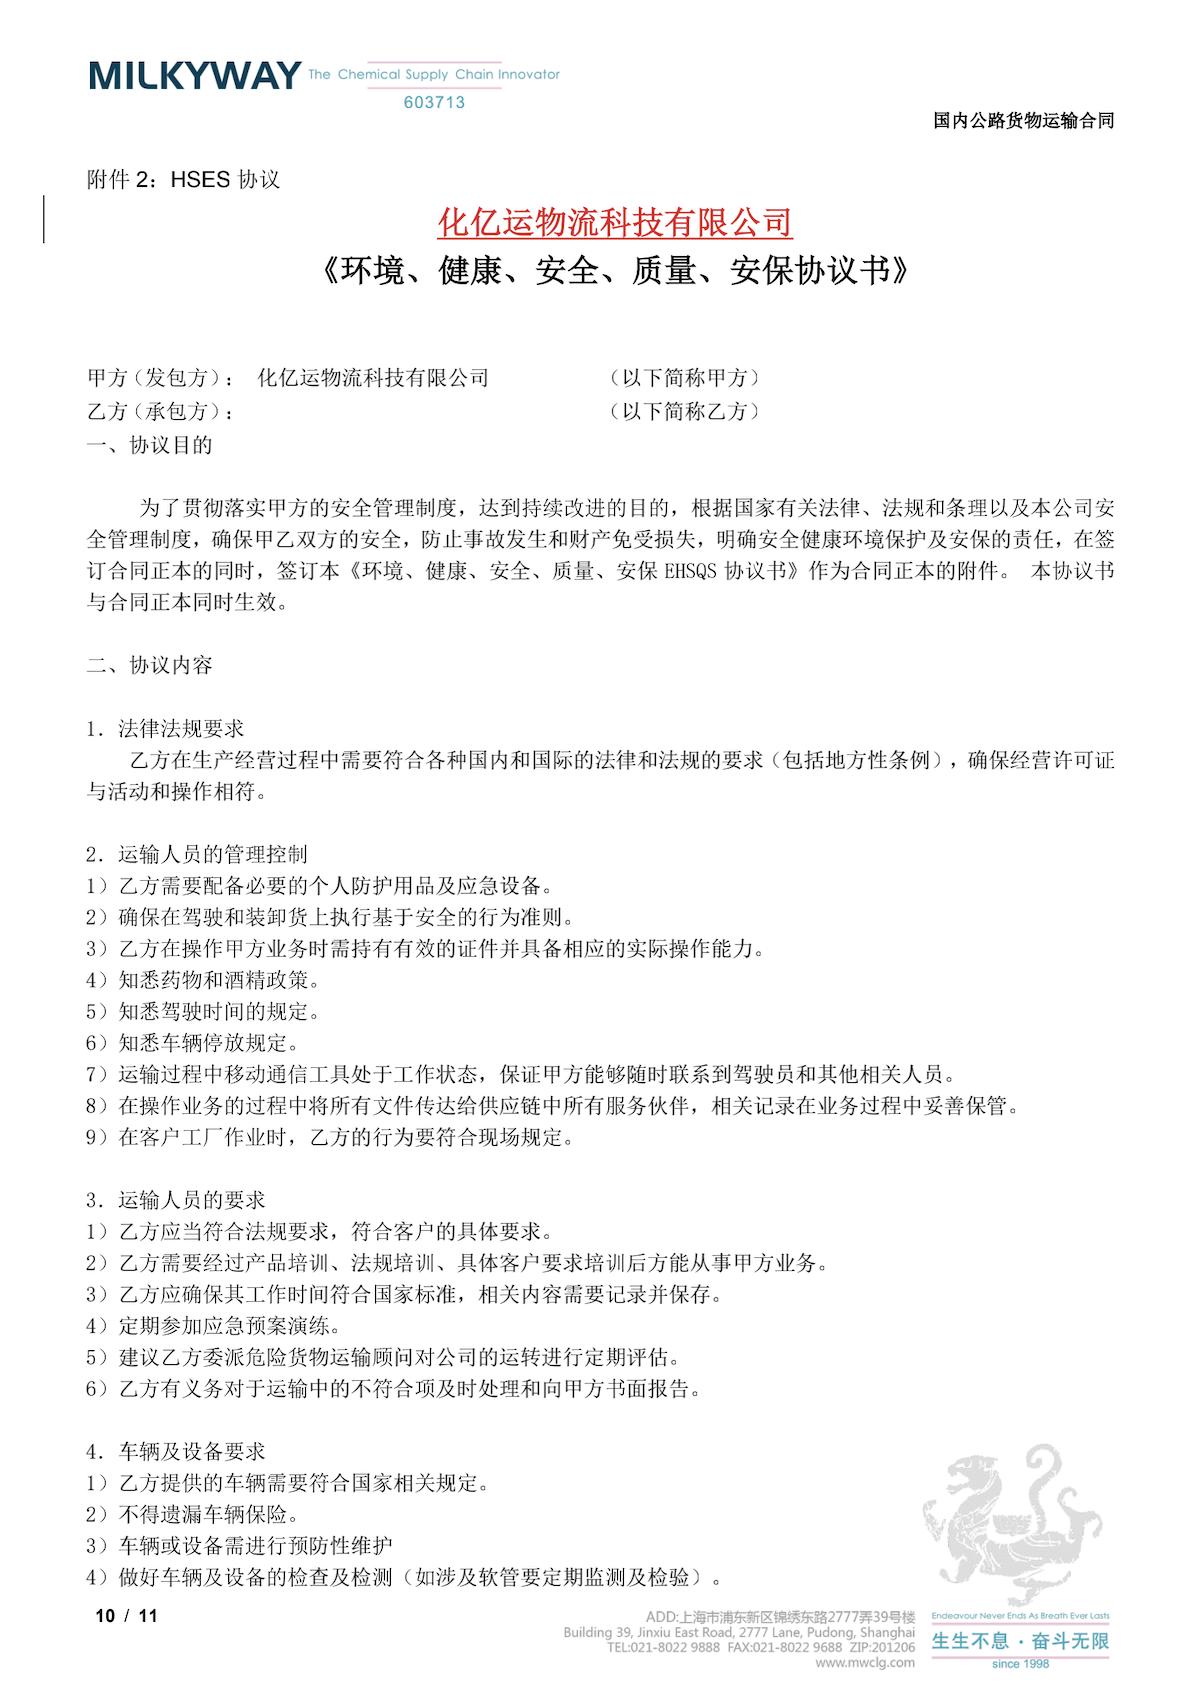 MILKYWAY The Chemical Supply Chain Innovator
603713
国内公路货物运输合同
附件 2：HSES 协议
化亿运物流科技有限公司
《环境、健康、安全、质量、安保协议书》
甲方（发包方）： 化亿运物流科技有限公司 （以下简称甲方）
乙方（承包方）： （以下简称乙方）
一、协议目的
为了贯彻落实甲方的安全管理制度，达到持续改进的目的，根据国家有关法律、法规和条理以及本公司安
全管理制度，确保甲乙双方的安全，防止事故发生和财产免受损失，明确安全健康环境保护及安保的责任，在签
订合同正本的同时，签订本《环境、健康、安全、质量、安保 EHSQS 协议书》作为合同正本的附件。 本协议书
与合同正本同时生效。
二、协议内容
1．法律法规要求
乙方在生产经营过程中需要符合各种国内和国际的法律和法规的要求（包括地方性条例），确保经营许可证
与活动和操作相符。
2．运输人员的管理控制
1）乙方需要配备必要的个人防护用品及应急设备。
2）确保在驾驶和装卸货上执行基于安全的行为准则。
3）乙方在操作甲方业务时需持有有效的证件并具备相应的实际操作能力。
4）知悉药物和酒精政策。
5）知悉驾驶时间的规定。
6）知悉车辆停放规定。
7）运输过程中移动通信工具处于工作状态，保证甲方能够随时联系到驾驶员和其他相关人员。
8）在操作业务的过程中将所有文件传达给供应链中所有服务伙伴，相关记录在业务过程中妥善保管。
9）在客户工厂作业时，乙方的行为要符合现场规定。
3．运输人员的要求
1）乙方应当符合法规要求，符合客户的具体要求。
2）乙方需要经过产品培训、法规培训、具体客户要求培训后方能从事甲方业务。
3）乙方应确保其工作时间符合国家标准，相关内容需要记录并保存。
4）定期参加应急预案演练。
5）建议乙方委派危险货物运输顾问对公司的运转进行定期评估。
6）乙方有义务对于运输中的不符合项及时处理和向甲方书面报告。
4．车辆及设备要求
1）乙方提供的车辆需要符合国家相关规定。
2）不得遗漏车辆保险。
3）车辆或设备需进行预防性维护
4）做好车辆及设备的检查及检测（如涉及软管要定期监测及检验）。
10 / 11
ADD:上海市浦东新区锦绣东路2777弄39号楼
Building 39, Jinxiu East Road, 2777 Lane, Pudong, Shanghai
TEL:021-8022 9888 FAX:021-8022 9688 ZIP:201206
www.mwclg.com
Endeavour Never Ends As Breath Ever Lasts
生生不息·奋斗无限
since 1998